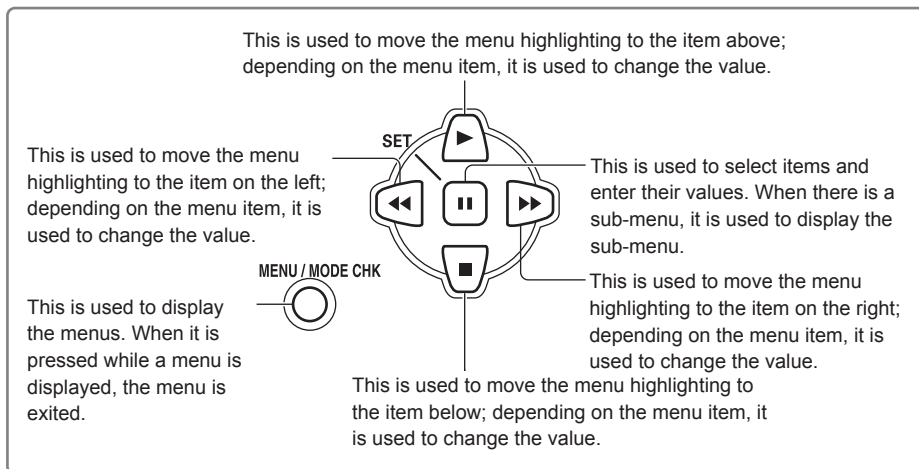 This is used to move the menu highlighting to the item above;
depending on the menu item, it is used to change the value.
SET
This is used to move the menu
highlighting to the item on the left;
depending on the menu item, it is
used to change the value.
This is used to select items and
enter their values. When there is a
sub-menu, it is used to display the
sub-menu.
MENU / MODE CHK
This is used to display
the menus. When it is
pressed while a menu is
displayed, the menu is
exited.
This is used to move the menu
highlighting to the item on the right;
depending on the menu item, it is
used to change the value.
This is used to move the menu highlighting to
the item below; depending on the menu item, it
is used to change the value.